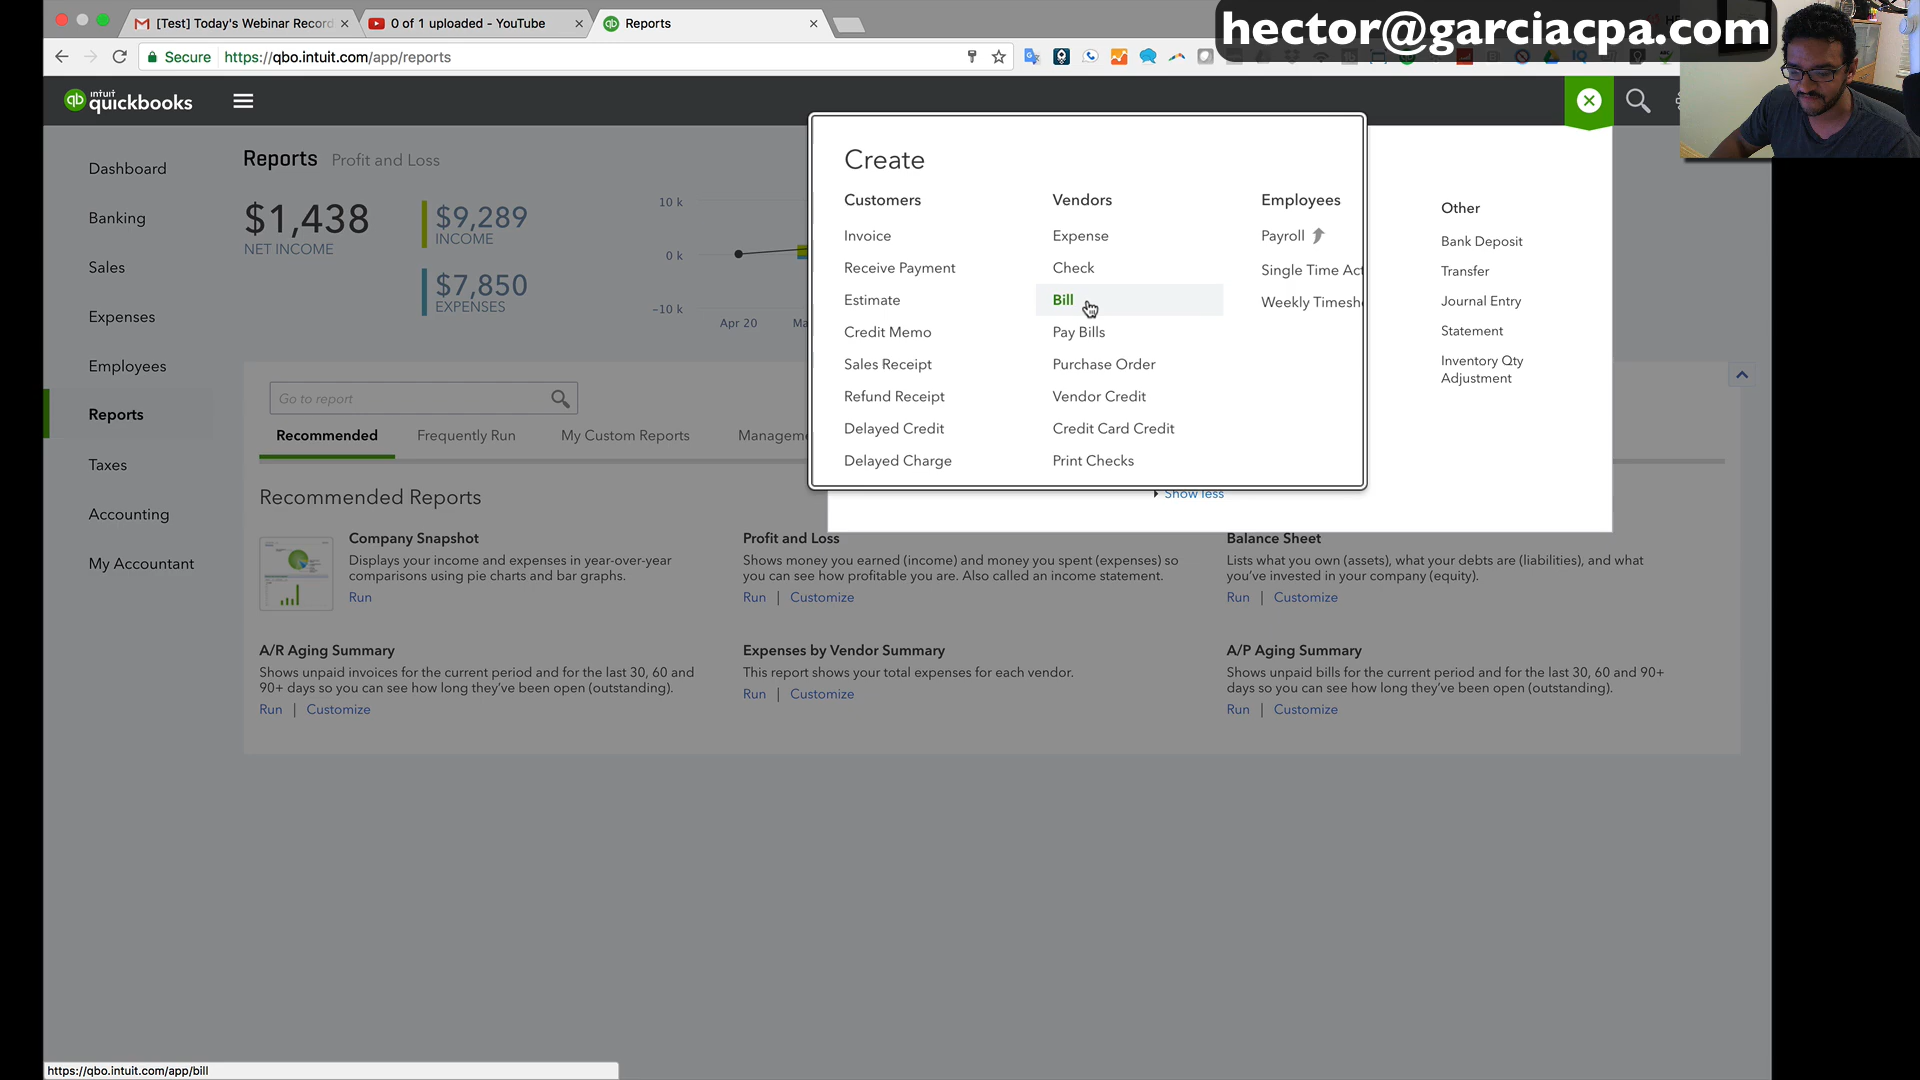 [Test] Today's Webinar Record
0 of 1 uploaded - YouTube
Reports
hector@garciacpa.com
Secure
https://qbo.intuit.com/app/reports
intuit
quickbooks
Dashboard
Banking
Sales
Expenses
Employees
Reports
Taxes
Accounting
My Accountant
Reports Profit and Loss
$1,438
NET INCOME
$9,289
INCOME
$7,850
EXPENSES
10 k
0 k
-10 k
Apr 20
Ma
Create
Customers
Invoice
Receive Payment
Estimate
Credit Memo
Sales Receipt
Refund Receipt
Delayed Credit
Delayed Charge
Vendors
Expense
Check
Bill
Pay Bills
Purchase Order
Vendor Credit
Credit Card Credit
Print Checks
Employees
Payroll
Single Time Act
Weekly Timesh
Other
Bank Deposit
Transfer
Journal Entry
Statement
Inventory Qty
Adjustment
Show less
Go to report
Recommended
Frequently Run
My Custom Reports
Manageme
Recommended Reports
Company Snapshot
Displays your income and expenses in year-over-year
comparisons using pie charts and bar graphs.
Run
Profit and Loss
Shows money you earned (income) and money you spent (expenses) so
you can see how profitable you are. Also called an income statement.
Run | Customize
Balance Sheet
Lists what you own (assets), what your debts are (liabilities), and what
you've invested in your company (equity).
Run | Customize
A/R Aging Summary
Shows unpaid invoices for the current period and for the last 30, 60 and
90+ days so you can see how long they've been open (outstanding).
Run | Customize
Expenses by Vendor Summary
This report shows your total expenses for each vendor.
Run | Customize
A/P Aging Summary
Shows unpaid bills for the current period and for the last 30, 60 and 90+
days so you can see how long they've been open (outstanding).
Run | Customize
https://qbo.intuit.com/app/bill